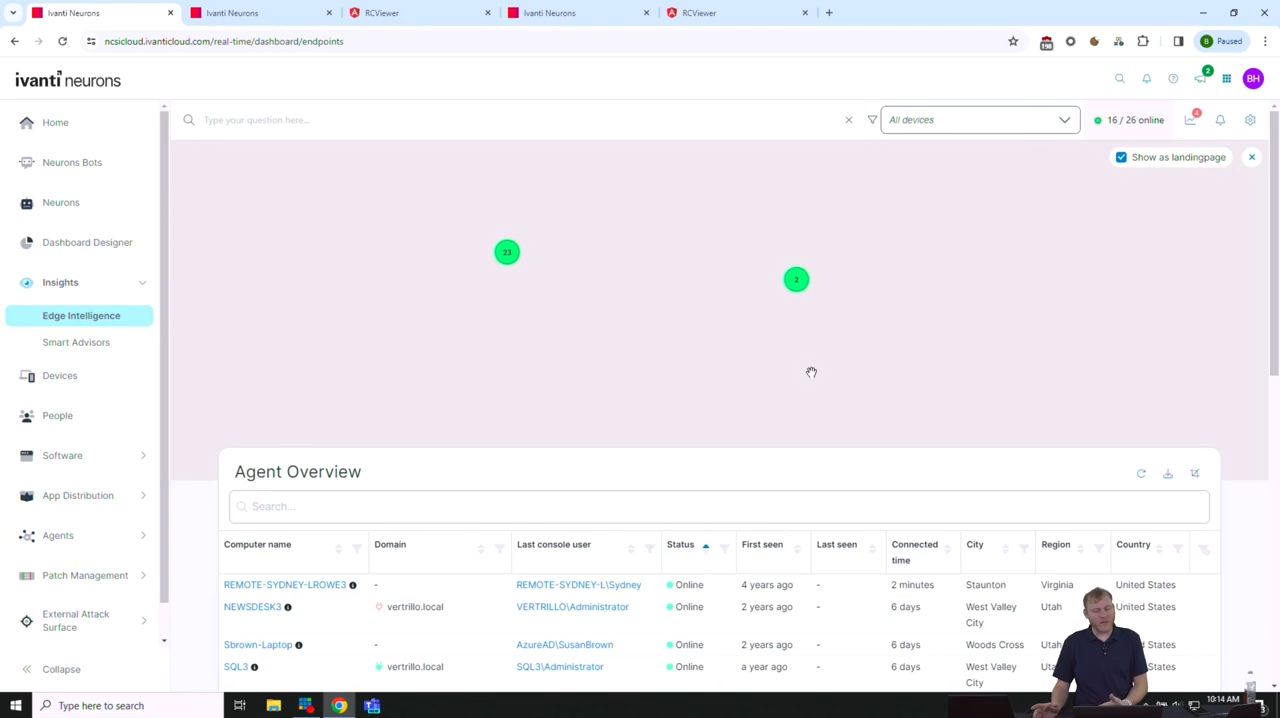 Ivanti Neurons
Ivanti Neurons
RCViewer
Ivanti Neurons
RCViewer
ncsicloud.ivanticloud.com/real-time/dashboard/endpoints
198
B
Paused
ivanti neurons
2
BH
Home
Neurons Bots
Neurons
Dashboard Designer
Insights
Edge Intelligence
Smart Advisors
Devices
People
Software
App Distribution
Agents
Patch Management
External Attack
Surface
Collapse
Type your question here...
All devices
16 / 26 online
4
Show as landingpage
23
2
Agent Overview
Search...
Computer name Domain Last console user Status First seen Last seen Connected time City Region Country
REMOTE-SYDNEY-LROWE3 - REMOTE-SYDNEY-L\Sydney Online 4 years ago - 2 minutes Staunton Virginia United States
NEWSDESK3 vertrillo.local VERTRILLO\Administrator Online 2 years ago - 6 days West Valley City Utah United States
Sbrown-Laptop - AzureAD\SusanBrown Online 2 years ago - 6 days Woods Cross Utah
SQL3 vertrillo.local SQL3\Administrator Online a year ago - 6 days West Valley City
Type here to search
10:14 AM